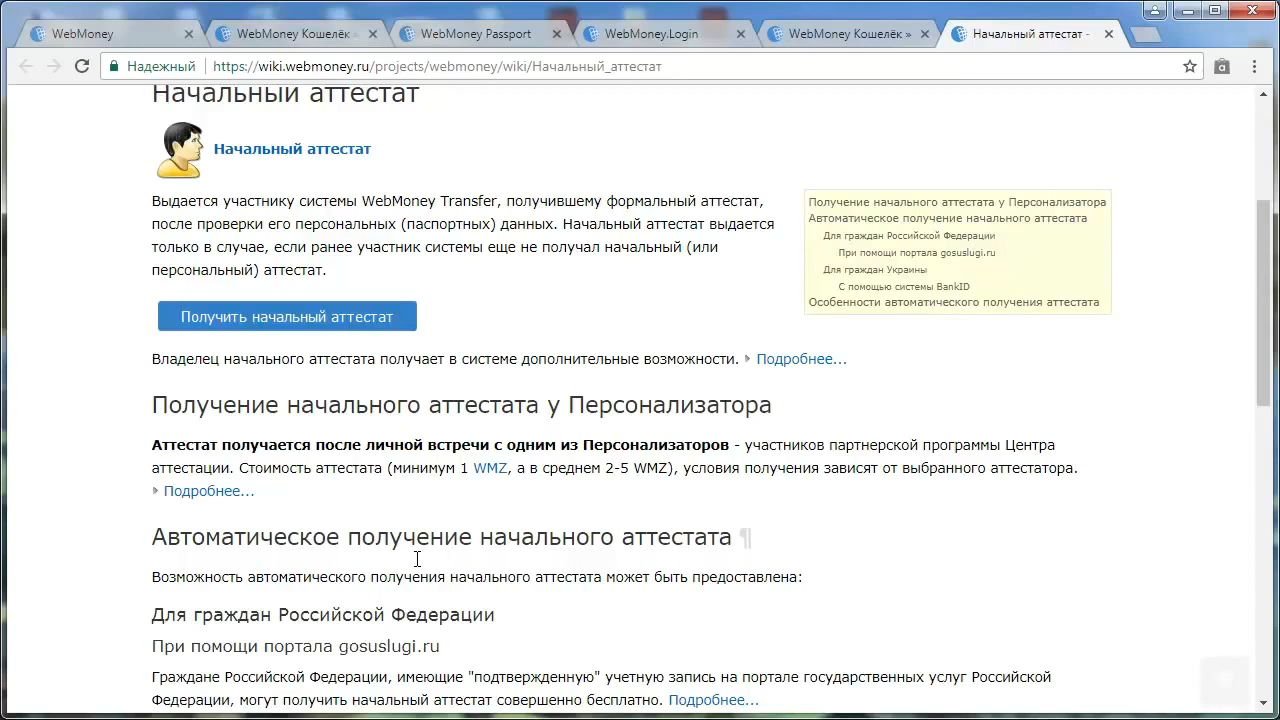 WebMoney
WebMoney Кошелёк »
WebMoney Passport
WebMoney.Login
WebMoney Кошелёк »
Начальный аттестат -
Надежный
https://wiki.webmoney.ru/projects/webmoney/wiki/Начальный_аттестат
Начальный аттестат
Начальный аттестат
Выдается участнику системы WebMoney Transfer, получившему формальный аттестат,
после проверки его персональных (паспортных) данных. Начальный аттестат выдается
только в случае, если ранее участник системы еще не получал начальный (или
персональный) аттестат.
Получение начального аттестата у Персонализатора
Автоматическое получение начального аттестата
Для граждан Российской Федерации
При помощи портала gosuslugi.ru
Для граждан Украины
С помощью системы BankID
Особенности автоматического получения аттестата
Получить начальный аттестат
Владелец начального аттестата получает в системе дополнительные возможности. Подробнее...
Получение начального аттестата у Персонализатора
Аттестат получается после личной встречи с одним из Персонализаторов - участников партнерской программы Центра
аттестации. Стоимость аттестата (минимум 1 WMZ, а в среднем 2-5 WMZ), условия получения зависят от выбранного аттестатора.
Подробнее...
Автоматическое получение начального аттестата ¶
Возможность автоматического получения начального аттестата может быть предоставлена:
Для граждан Российской Федерации
При помощи портала gosuslugi.ru
Граждане Российской Федерации, имеющие "подтвержденную" учетную запись на портале государственных услуг Российской
Федерации, могут получить начальный аттестат совершенно бесплатно. Подробнее...